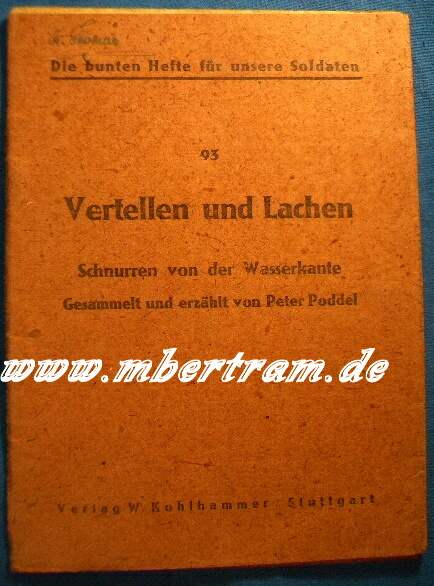 Die bunten Hefte für unsere Soldaten
93
Vertellen und Lachen
Schnurren von der Wasserkante
Gesammelt und erzählt von Peter Poddel
www.mbertram.de
Verlag W. Kohlhammer Stuttgart